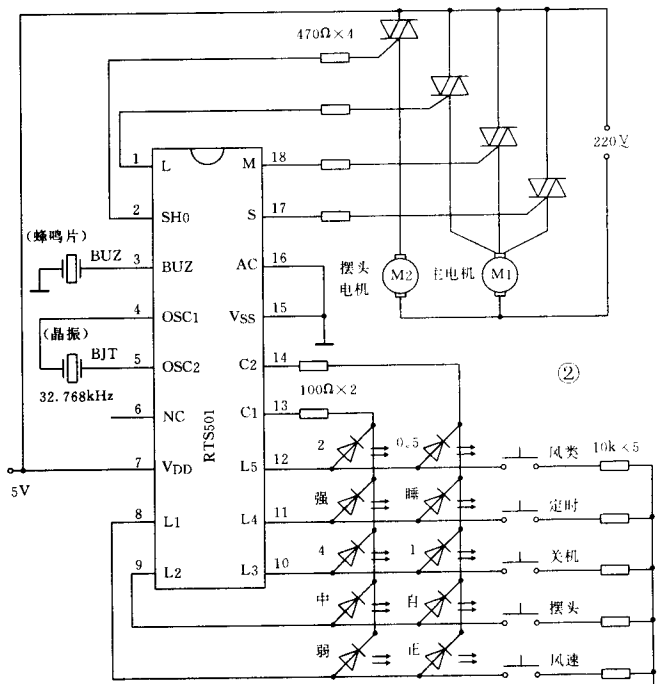 470Ω×4
220V
1 L M 18
2 SH0 S 17
(蜂鸣片)
BUZ 3 BUZ AC 16
摆头电机 M2 主电机 M1
4 OSC1 VSS 15
(晶振)
BJT 5 OSC2 C2 14
②
32.768kHz
100Ω×2
6 NC C1 13
RTS501
2 0.5 风类 10k×5
5V 7 VDD L5 12
强 睡 定时
8 L1 L4 11
4 1 关机
9 L2 L3 10
中 自 摆头
弱 正 风速